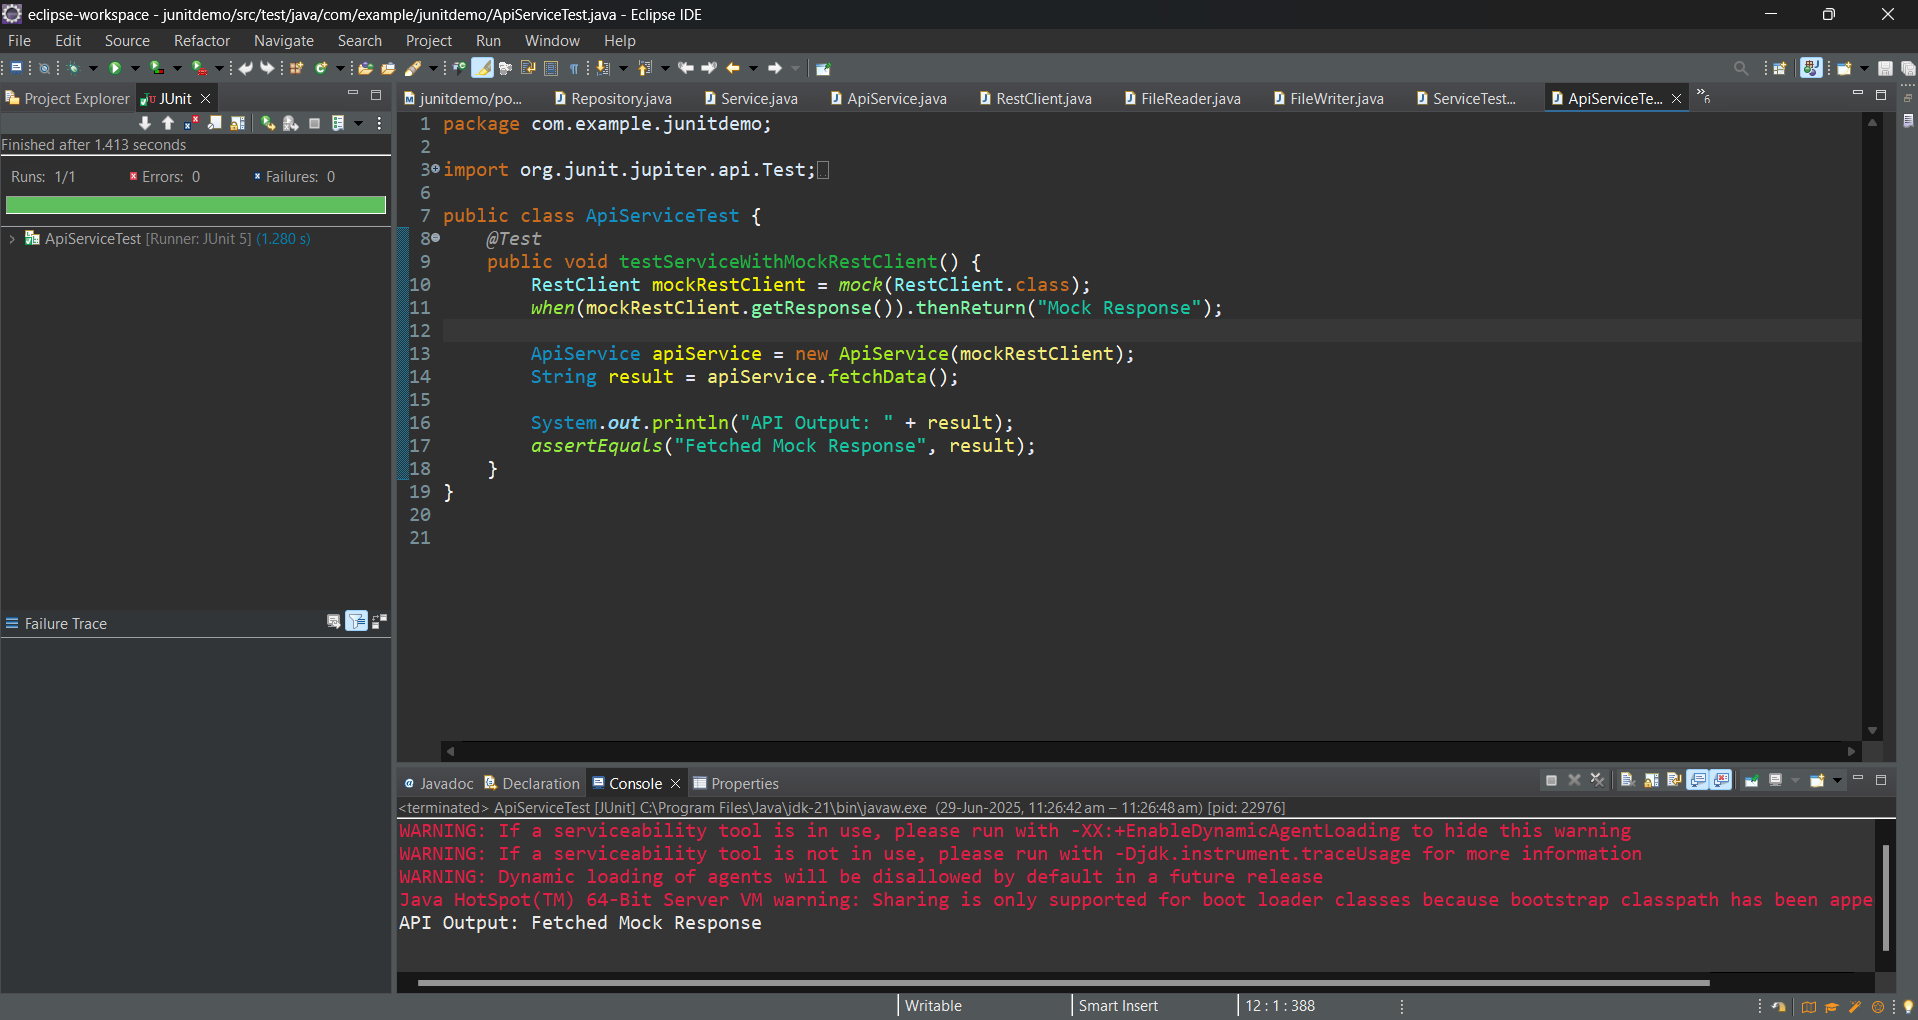 eclipse-workspace - junitdemo/src/test/java/com/example/junitdemo/ApiServiceTest.java - Eclipse IDE
File Edit Source Refactor Navigate Search Project Run Window Help
Project Explorer JUnit
junitdemo/po... Repository.java Service.java ApiService.java RestClient.java FileReader.java FileWriter.java ServiceTest... ApiServiceTe... »6
Finished after 1.413 seconds
Runs: 1/1 Errors: 0 Failures: 0
ApiServiceTest [Runner: JUnit 5] (1.280 s)
Failure Trace
1 package com.example.junitdemo;
2
3 import org.junit.jupiter.api.Test;
6
7 public class ApiServiceTest {
8 @Test
9 public void testServiceWithMockRestClient() {
10 RestClient mockRestClient = mock(RestClient.class);
11 when(mockRestClient.getResponse()).thenReturn("Mock Response");
12
13 ApiService apiService = new ApiService(mockRestClient);
14 String result = apiService.fetchData();
15
16 System.out.println("API Output: " + result);
17 assertEquals("Fetched Mock Response", result);
18 }
19 }
20
21
Javadoc Declaration Console Properties
<terminated> ApiServiceTest [JUnit] C:\Program Files\Java\jdk-21\bin\javaw.exe (29-Jun-2025, 11:26:42 am – 11:26:48 am) [pid: 22976]
WARNING: If a serviceability tool is in use, please run with -XX:+EnableDynamicAgentLoading to hide this warning
WARNING: If a serviceability tool is not in use, please run with -Djdk.instrument.traceUsage for more information
WARNING: Dynamic loading of agents will be disallowed by default in a future release
Java HotSpot(TM) 64-Bit Server VM warning: Sharing is only supported for boot loader classes because bootstrap classpath has been appe
API Output: Fetched Mock Response
Writable Smart Insert 12 : 1 : 388